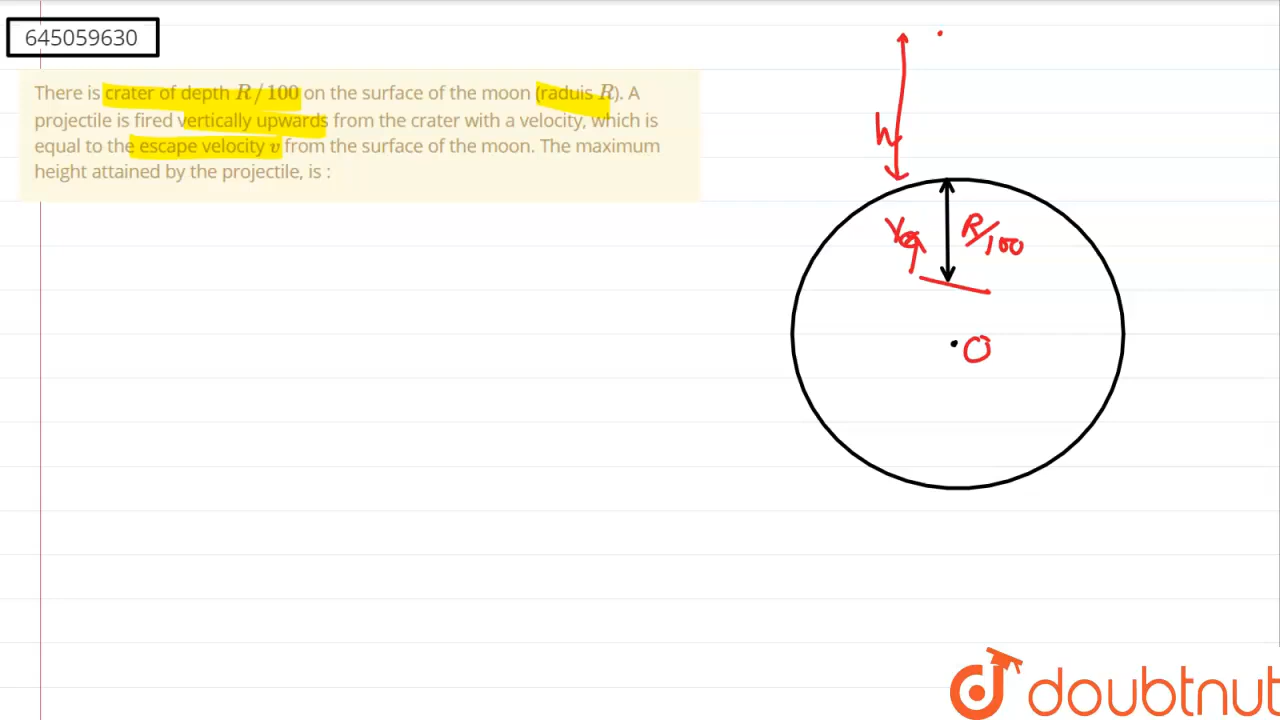 645059630
There is crater of depth R/100 on the surface of the moon (raduis R). A
projectile is fired vertically upwards from the crater with a velocity, which is
equal to the escape velocity v from the surface of the moon. The maximum
height attained by the projectile, is :
h
R/100
O
doubtnut